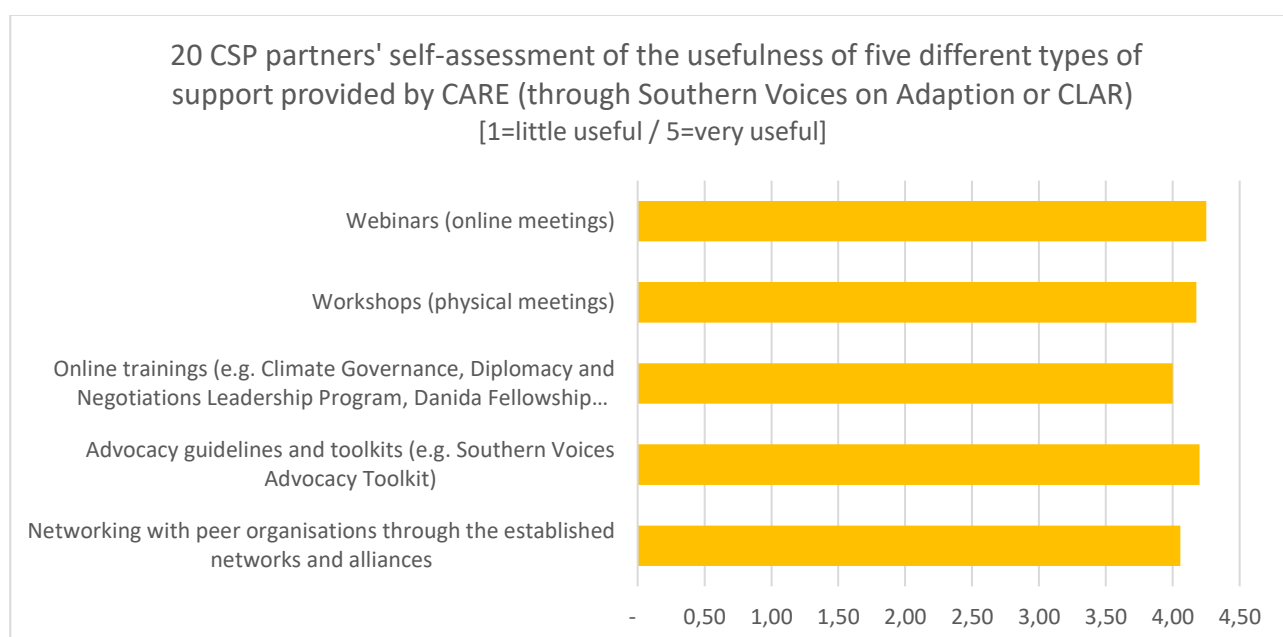 20 CSP partners' self-assessment of the usefulness of five different types of
support provided by CARE (through Southern Voices on Adaption or CLAR)
[1=little useful / 5=very useful]
Webinars (online meetings)
Workshops (physical meetings)
Online trainings (e.g. Climate Governance, Diplomacy and
Negotiations Leadership Program, Danida Fellowship...
Advocacy guidelines and toolkits (e.g. Southern Voices
Advocacy Toolkit)
Networking with peer organisations through the established
networks and alliances
- 0,50 1,00 1,50 2,00 2,50 3,00 3,50 4,00 4,50